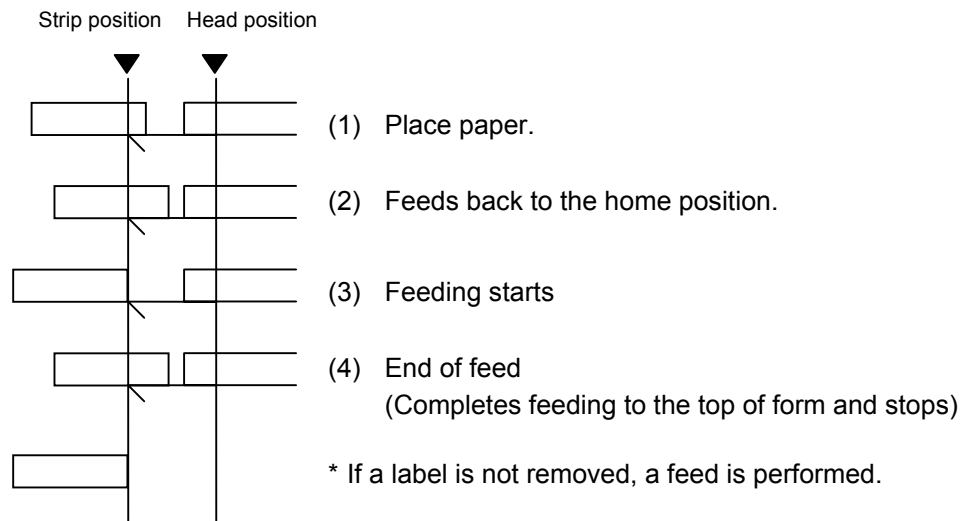 Strip position Head position
(1) Place paper.
(2) Feeds back to the home position.
(3) Feeding starts
(4) End of feed
(Completes feeding to the top of form and stops)
* If a label is not removed, a feed is performed.